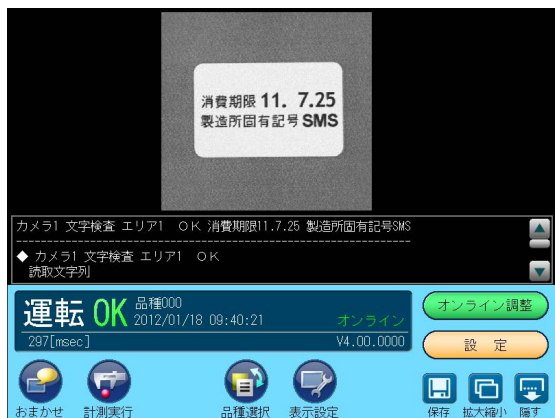 消費期限 11. 7.25
製造所固有記号 SMS
カメラ1 文字検査 エリア1 OK 消費期限11.7.25 製造所固有記号SMS
------------------------------------------------------------
◆ カメラ1 文字検査 エリア1 OK
読取文字列
運転 OK 品種000
2012/01/18 09:40:21 オンライン
297[msec] V4.00.0000
オンライン調整
設 定
おまかせ 計測実行 品種選択 表示設定 保存 拡大縮小 隠す